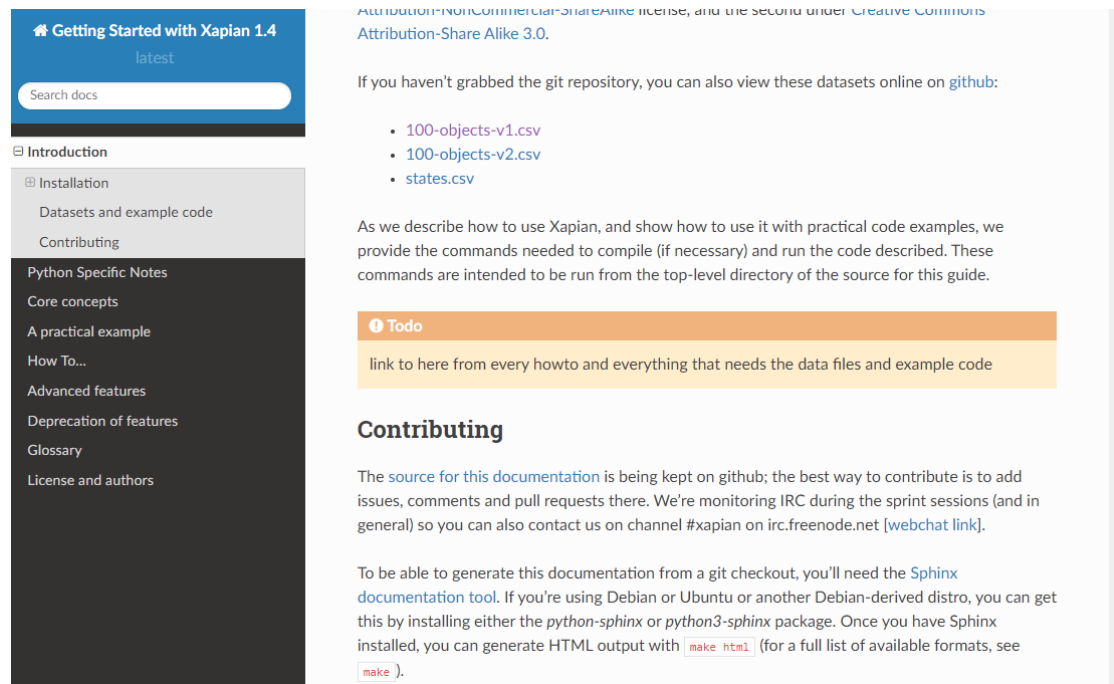 Getting Started with Xapian 1.4
latest
Search docs
Introduction
Installation
Datasets and example code
Contributing
Python Specific Notes
Core concepts
A practical example
How To...
Advanced features
Deprecation of features
Glossary
License and authors
Attribution-NonCommercial-ShareAlike license, and the second under Creative Commons
Attribution-Share Alike 3.0.
If you haven't grabbed the git repository, you can also view these datasets online on github:
• 100-objects-v1.csv
• 100-objects-v2.csv
• states.csv
As we describe how to use Xapian, and show how to use it with practical code examples, we
provide the commands needed to compile (if necessary) and run the code described. These
commands are intended to be run from the top-level directory of the source for this guide.
Todo
link to here from every howto and everything that needs the data files and example code
Contributing
The source for this documentation is being kept on github; the best way to contribute is to add
issues, comments and pull requests there. We're monitoring IRC during the sprint sessions (and in
general) so you can also contact us on channel #xapian on irc.freenode.net [webchat link].
To be able to generate this documentation from a git checkout, you'll need the Sphinx
documentation tool. If you're using Debian or Ubuntu or another Debian-derived distro, you can get
this by installing either the python-sphinx or python3-sphinx package. Once you have Sphinx
installed, you can generate HTML output with make html (for a full list of available formats, see
make ).